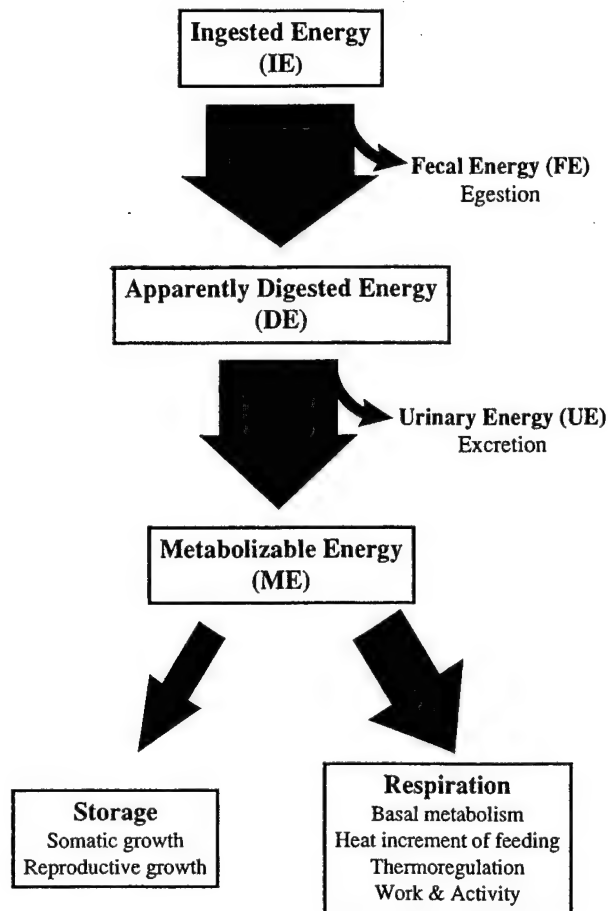 Ingested Energy
(IE)
Fecal Energy (FE)
Egestion
Apparently Digested Energy
(DE)
Urinary Energy (UE)
Excretion
Metabolizable Energy
(ME)
Storage
Somatic growth
Reproductive growth
Respiration
Basal metabolism
Heat increment of feeding
Thermoregulation
Work & Activity